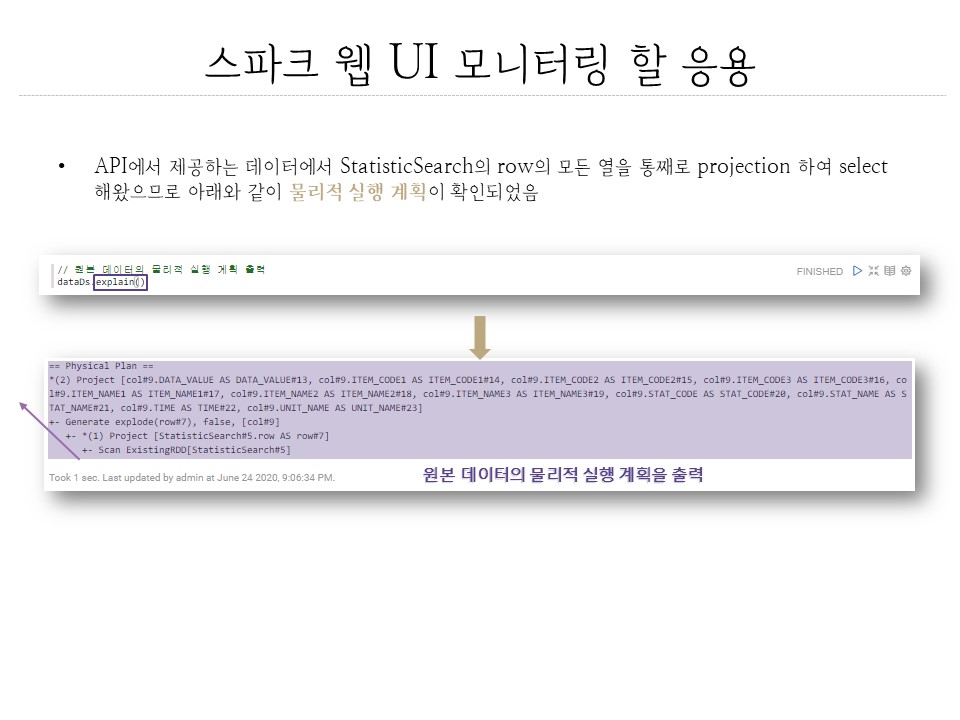 스파크 웹 UI 모니터링 할 응용
• API에서 제공하는 데이터에서 StatisticSearch의 row의 모든 열을 통째로 projection 하여 select
해왔으므로 아래와 같이 물리적 실행 계획이 확인되었음
// 원본 데이터의 물리적 실행 계획 출력
FINISHED
dataDs.explain()
== Physical Plan ==
*(2) Project [col#9.DATA_VALUE AS DATA_VALUE#13, col#9.ITEM_CODE1 AS ITEM_CODE1#14, col#9.ITEM_CODE2 AS ITEM_CODE2#15, col#9.ITEM_CODE3 AS ITEM_CODE3#16, co
l#9.ITEM_NAME1 AS ITEM_NAME1#17, col#9.ITEM_NAME2 AS ITEM_NAME2#18, col#9.ITEM_NAME3 AS ITEM_NAME3#19, col#9.STAT_CODE AS STAT_CODE#20, col#9.STAT_NAME AS S
TAT_NAME#21, col#9.TIME AS TIME#22, col#9.UNIT_NAME AS UNIT_NAME#23]
+- Generate explode(row#7), false, [col#9]
+- *(1) Project [StatisticSearch#5.row AS row#7]
+- Scan ExistingRDD[StatisticSearch#5]
Took 1 sec. Last updated by admin at June 24 2020, 9:06:34 PM.
원본 데이터의 물리적 실행 계획을 출력